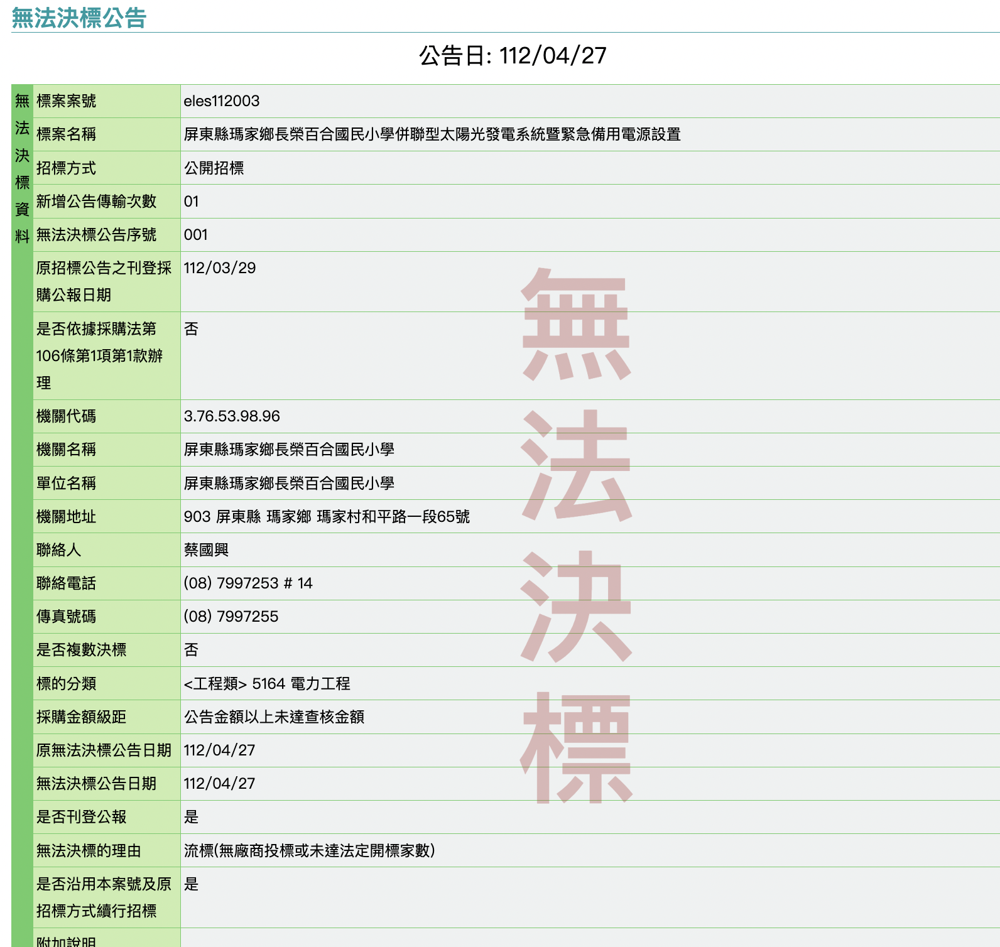 無法決標公告
公告日: 112/04/27
無法決標資料
標案案號 eles112003
標案名稱 屏東縣瑪家鄉長榮百合國民小學併聯型太陽光發電系統暨緊急備用電源設置
招標方式 公開招標
新增公告傳輸次數 01
無法決標公告序號 001
原招標公告之刊登採 112/03/29
購公報日期
是否依據採購法第 否
106條第1項第1款辦
理
機關代碼 3.76.53.98.96
機關名稱 屏東縣瑪家鄉長榮百合國民小學
單位名稱 屏東縣瑪家鄉長榮百合國民小學
機關地址 903 屏東縣 瑪家鄉 瑪家村和平路一段65號
聯絡人 蔡國興
聯絡電話 (08) 7997253 # 14
傳真號碼 (08) 7997255
是否複數決標 否
標的分類 <工程類> 5164 電力工程
採購金額級距 公告金額以上未達查核金額
原無法決標公告日期 112/04/27
無法決標公告日期 112/04/27
是否刊登公報 是
無法決標的理由 流標(無廠商投標或未達法定開標家數)
是否沿用本案號及原 是
招標方式續行招標
附加說明
無法決標